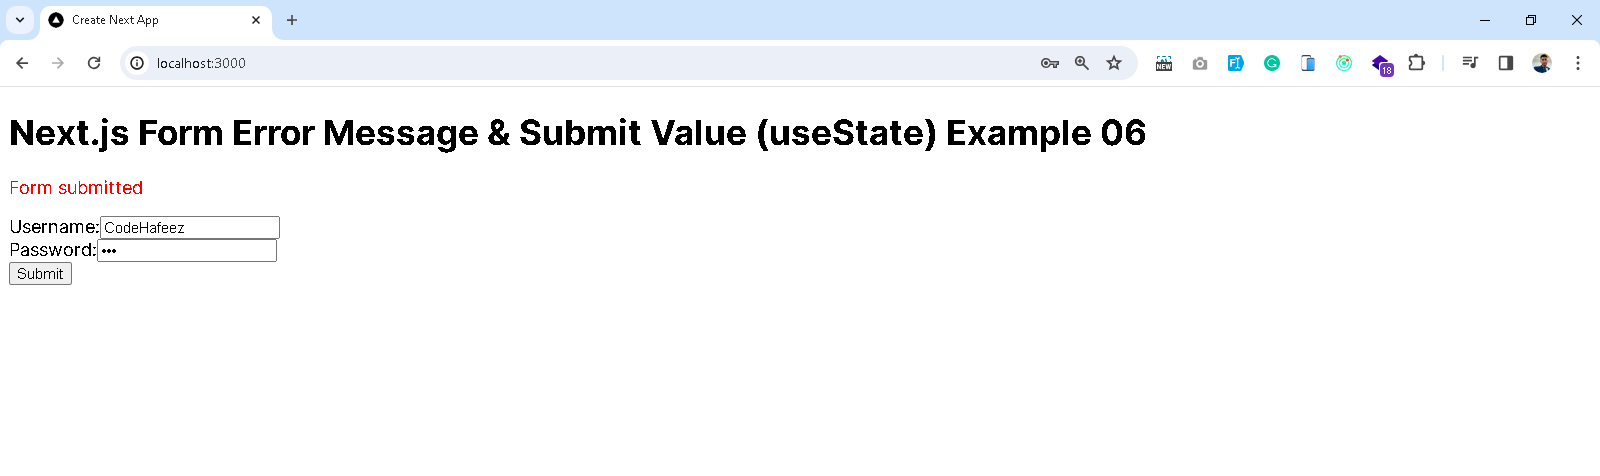 Create Next App
localhost:3000
NEW
18
Next.js Form Error Message & Submit Value (useState) Example 06
Form submitted
Username: CodeHafeez
Password: •••
Submit